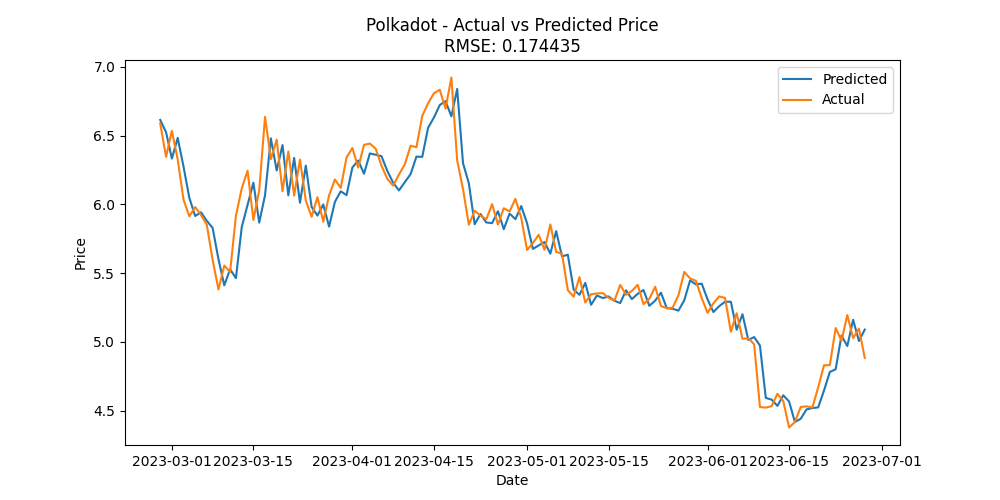 Polkadot - Actual vs Predicted Price
RMSE: 0.174435
Predicted
Actual
Price
7.0
6.5
6.0
5.5
5.0
4.5
2023-03-01 2023-03-15 2023-04-01 2023-04-15 2023-05-01 2023-05-15 2023-06-01 2023-06-15 2023-07-01
Date